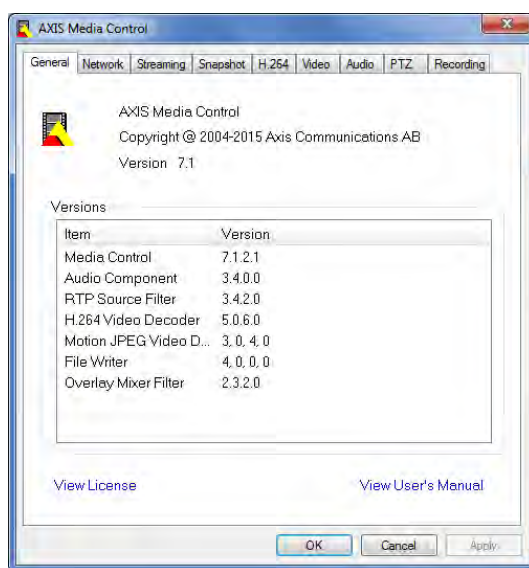 AXIS Media Control
General Network Streaming Snapshot H.264 Video Audio PTZ Recording
AXIS Media Control
Copyright @ 2004-2015 Axis Communications AB
Version 7.1
Versions
Item Version
Media Control 7.1.2.1
Audio Component 3.4.0.0
RTP Source Filter 3.4.2.0
H.264 Video Decoder 5.0.6.0
Motion JPEG Video D... 3, 0, 4, 0
File Writer 4, 0, 0, 0
Overlay Mixer Filter 2.3.2.0
View License View User's Manual
OK Cancel Apply